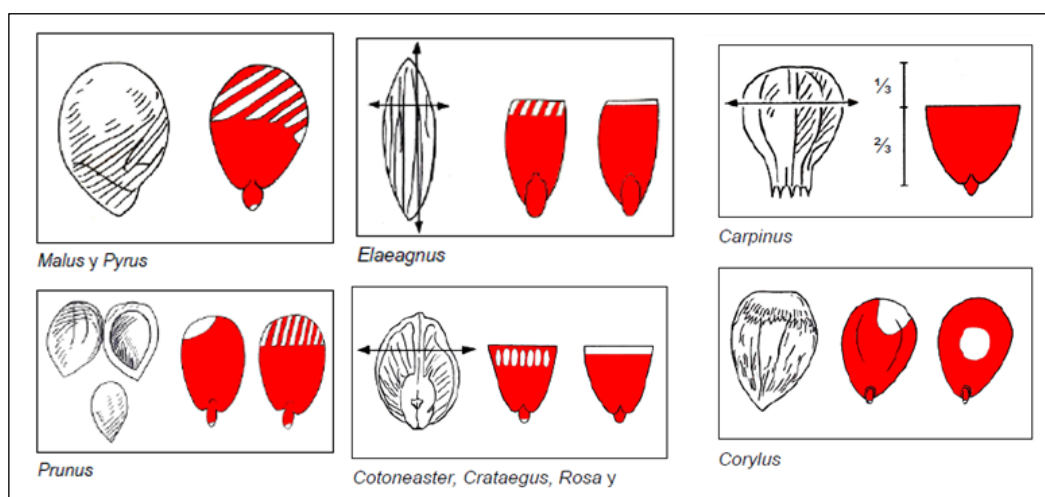 Malus y Pyrus
Elaeagnus
⅓
⅔
Carpinus
Prunus
Cotoneaster, Crataegus, Rosa y
Corylus